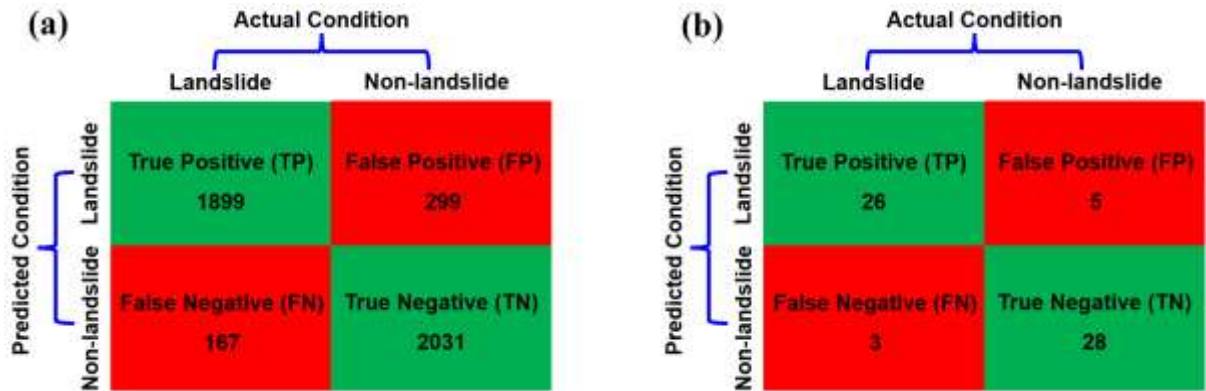 (a)
Actual Condition
Landslide Non-landslide
Predicted Condition
Landslide
Non-landslide
True Positive (TP)
1899
False Positive (FP)
299
False Negative (FN)
167
True Negative (TN)
2031
(b)
Actual Condition
Landslide Non-landslide
Predicted Condition
Landslide
Non-landslide
True Positive (TP)
26
False Positive (FP)
5
False Negative (FN)
3
True Negative (TN)
28